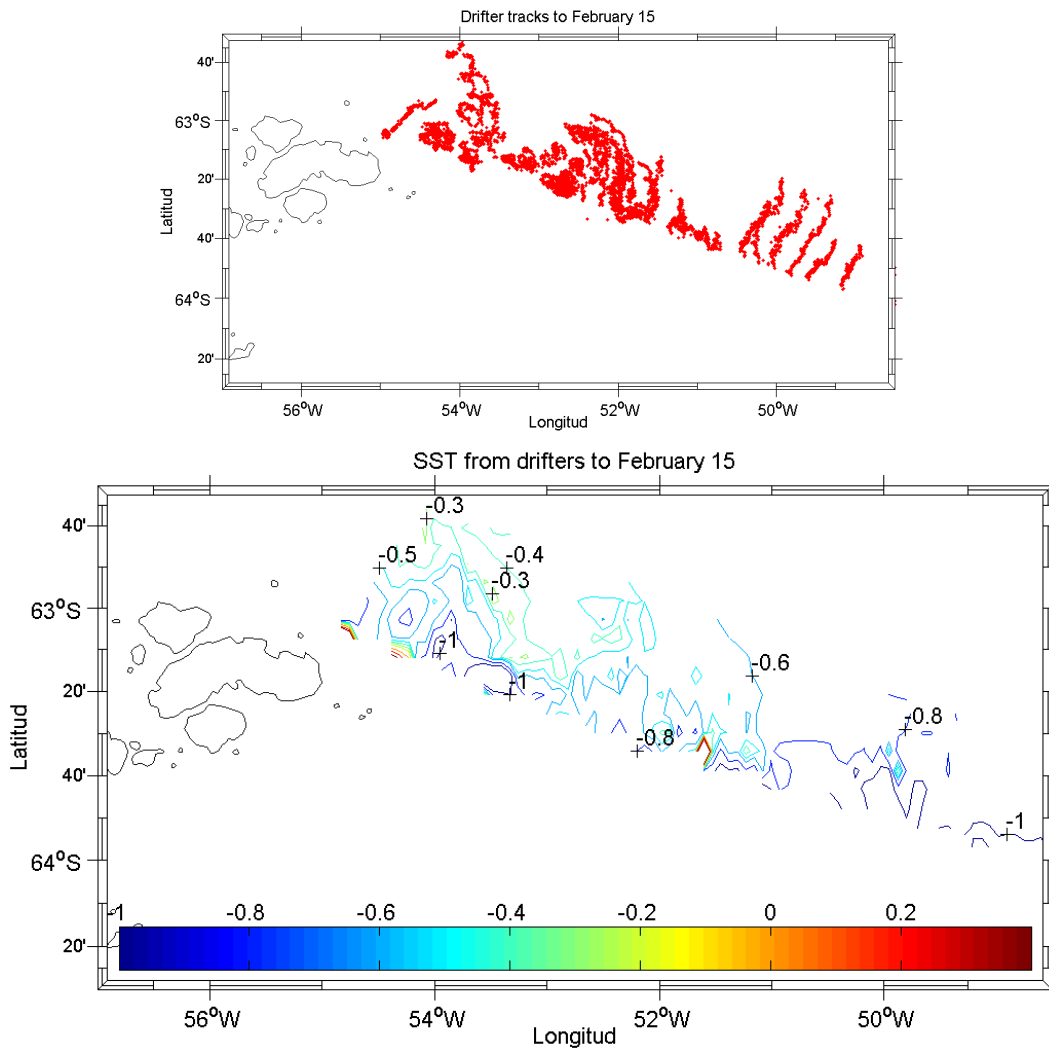 Drifter tracks to February 15
40'
63°S
20'
40'
64°S
20'
Latitud
56°W 54°W 52°W 50°W
Longitud
SST from drifters to February 15
-0.3
40'
-0.5 -0.4
-0.3
63°S
-1
-0.6
20'
-1
-0.8
-0.8
40'
-1
64°S
Latitud
-1 -0.8 -0.6 -0.4 -0.2 0 0.2
20'
56°W 54°W 52°W 50°W
Longitud